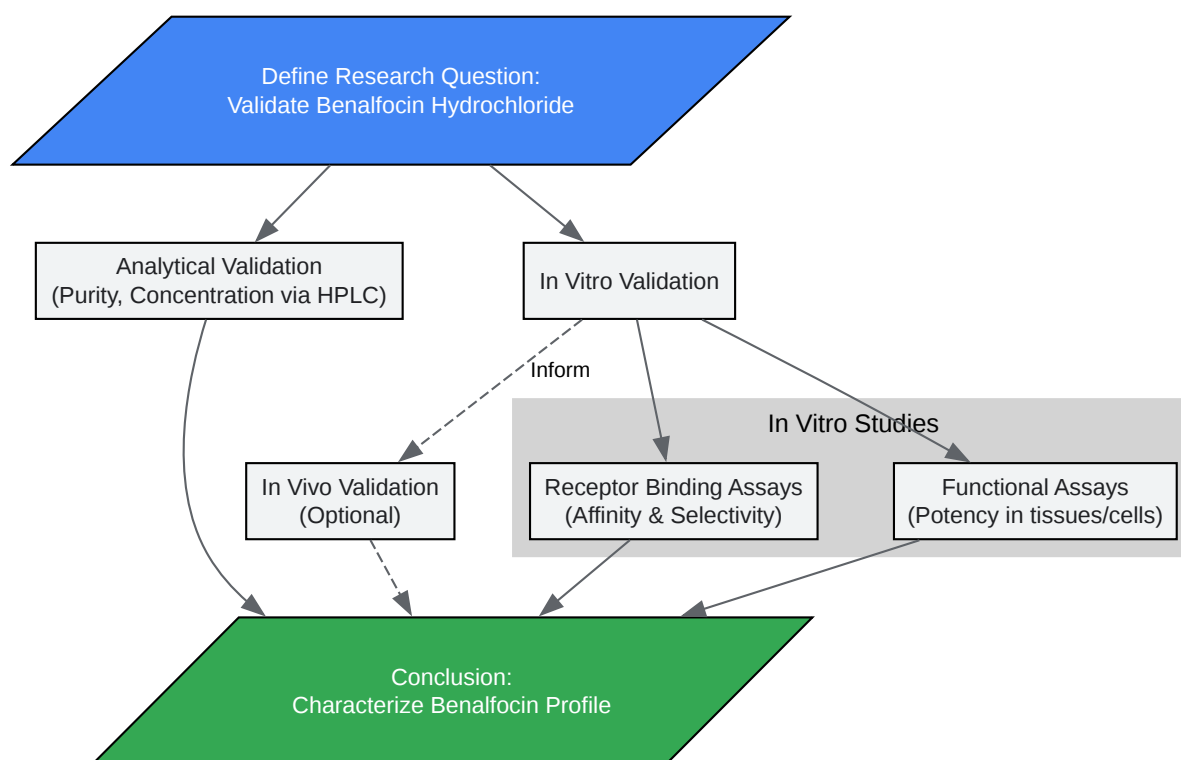 Define Research Question:
Validate Benalfocin Hydrochloride
Analytical Validation
(Purity, Concentration via HPLC)
In Vitro Validation
Inform
In Vitro Studies
In Vivo Validation
(Optional)
Receptor Binding Assays
(Affinity & Selectivity)
Functional Assays
(Potency in tissues/cells)
Conclusion:
Characterize Benalfocin Profile